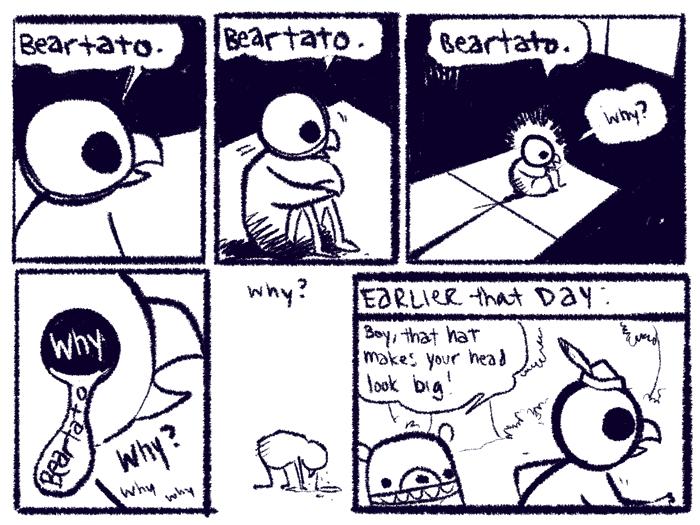 Beartato.
Beartato.
Beartato.
Why?
Why
Beartato
Why?
why why
why?
EARLIER that DAY:
Boy, that hat
makes your head
look big!